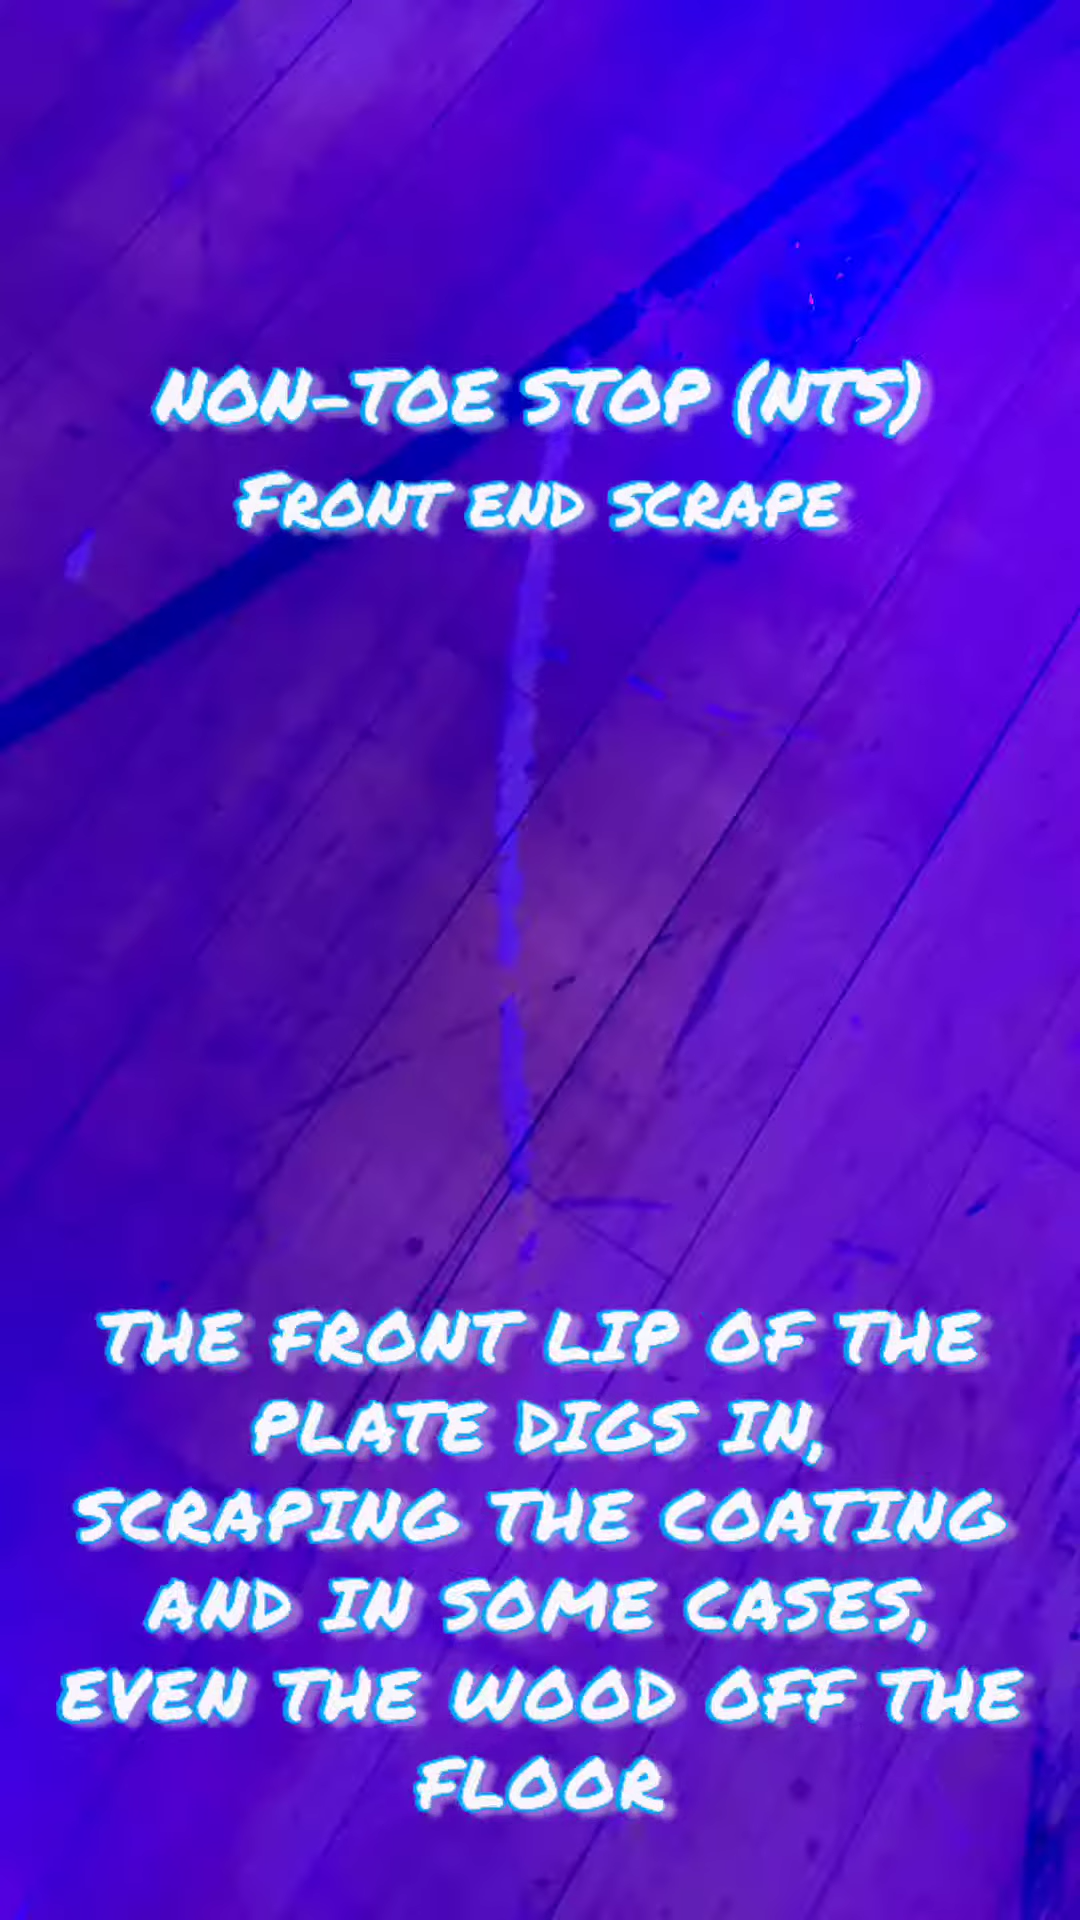 NON-TOE STOP (NTS)
FRONT END SCRAPE
THE FRONT LIP OF THE
PLATE DIGS IN,
SCRAPING THE COATING
AND IN SOME CASES,
EVEN THE WOOD OFF THE
FLOOR